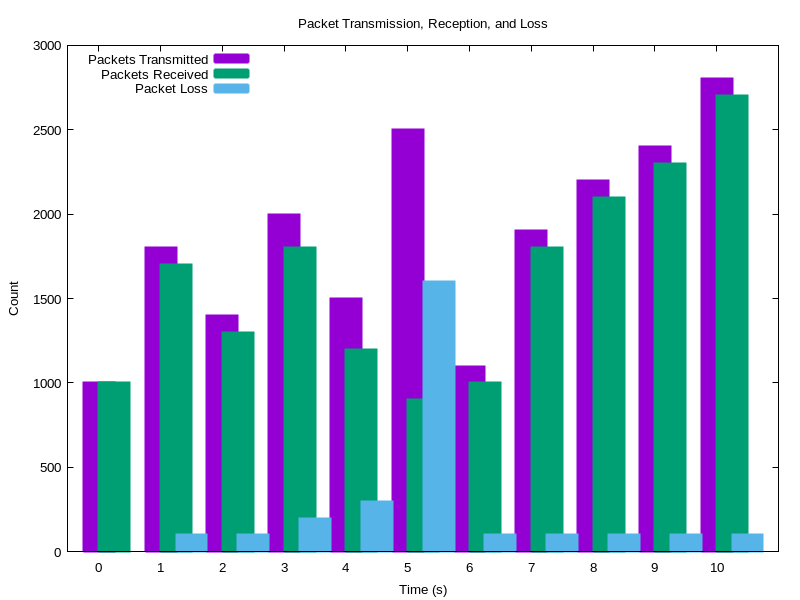 Packet Transmission, Reception, and Loss
3000
2500
2000
1500
1000
500
0
Count
Packets Transmitted
Packets Received
Packet Loss
0 1 2 3 4 5 6 7 8 9 10
Time (s)